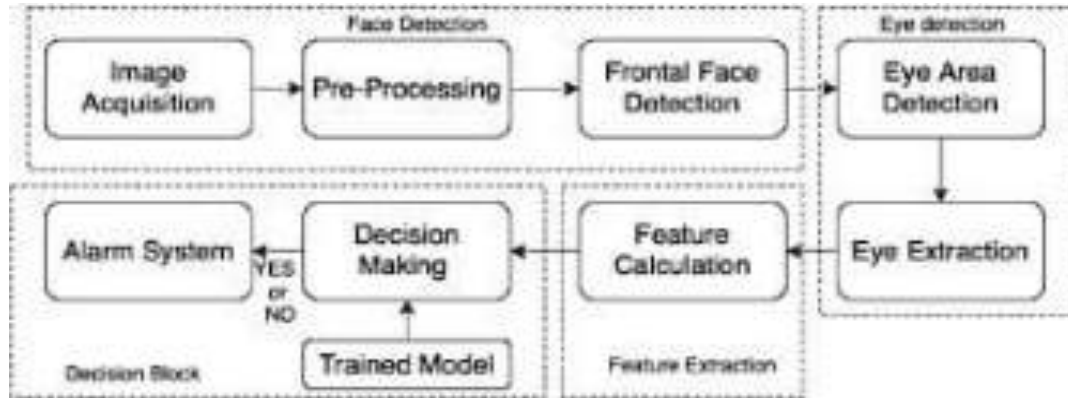 Face Detection
Eye detection
Image
Acquisition
Pre-Processing
Frontal Face
Detection
Eye Area
Detection
Alarm System
YES
or
NO
Decision
Making
Feature
Calculation
Eye Extraction
Trained Model
Decision Block
Feature Extraction